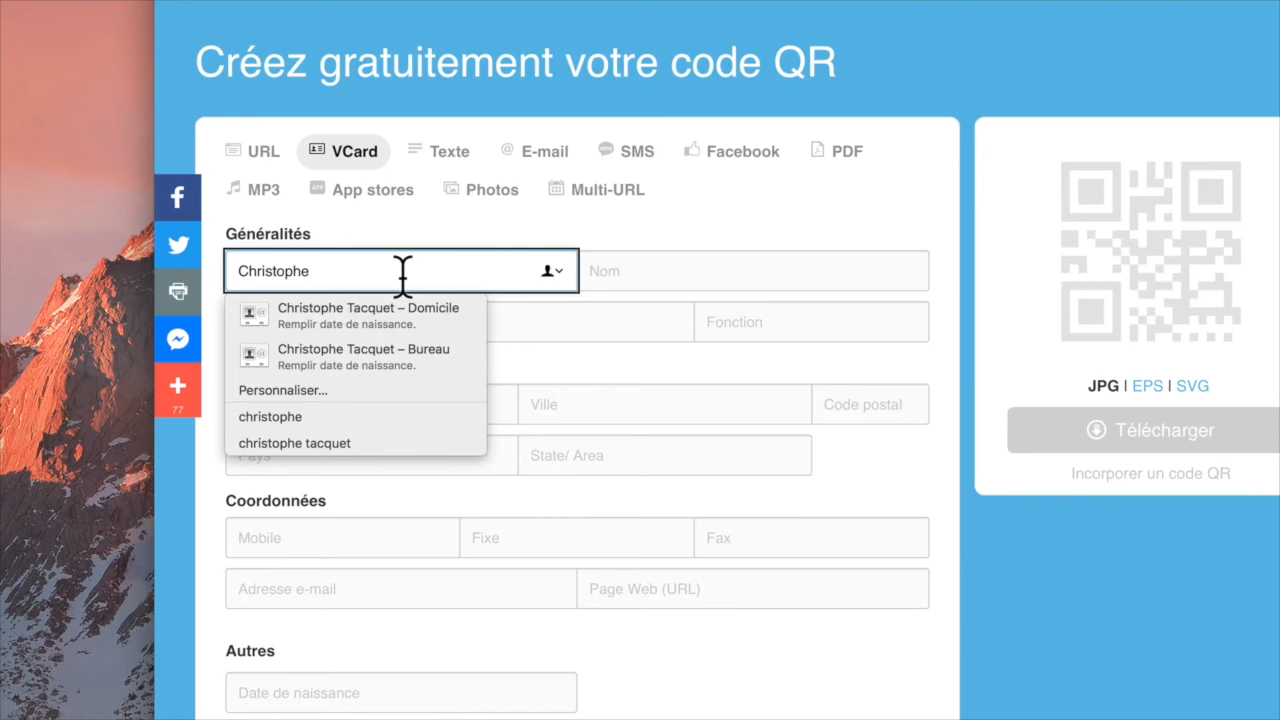 Créez gratuitement votre code QR
URL VCard Texte E-mail SMS Facebook PDF
MP3 App stores Photos Multi-URL
Généralités
Christophe Nom
Christophe Tacquet – Domicile
Remplir date de naissance.
Fonction
Christophe Tacquet – Bureau
Remplir date de naissance.
Personnaliser...
christophe
Ville Code postal
christophe tacquet
Pays State/ Area
Coordonnées
Mobile Fixe Fax
Adresse e-mail Page Web (URL)
Autres
Date de naissance
77
JPG | EPS | SVG
Télécharger
Incorporer un code QR